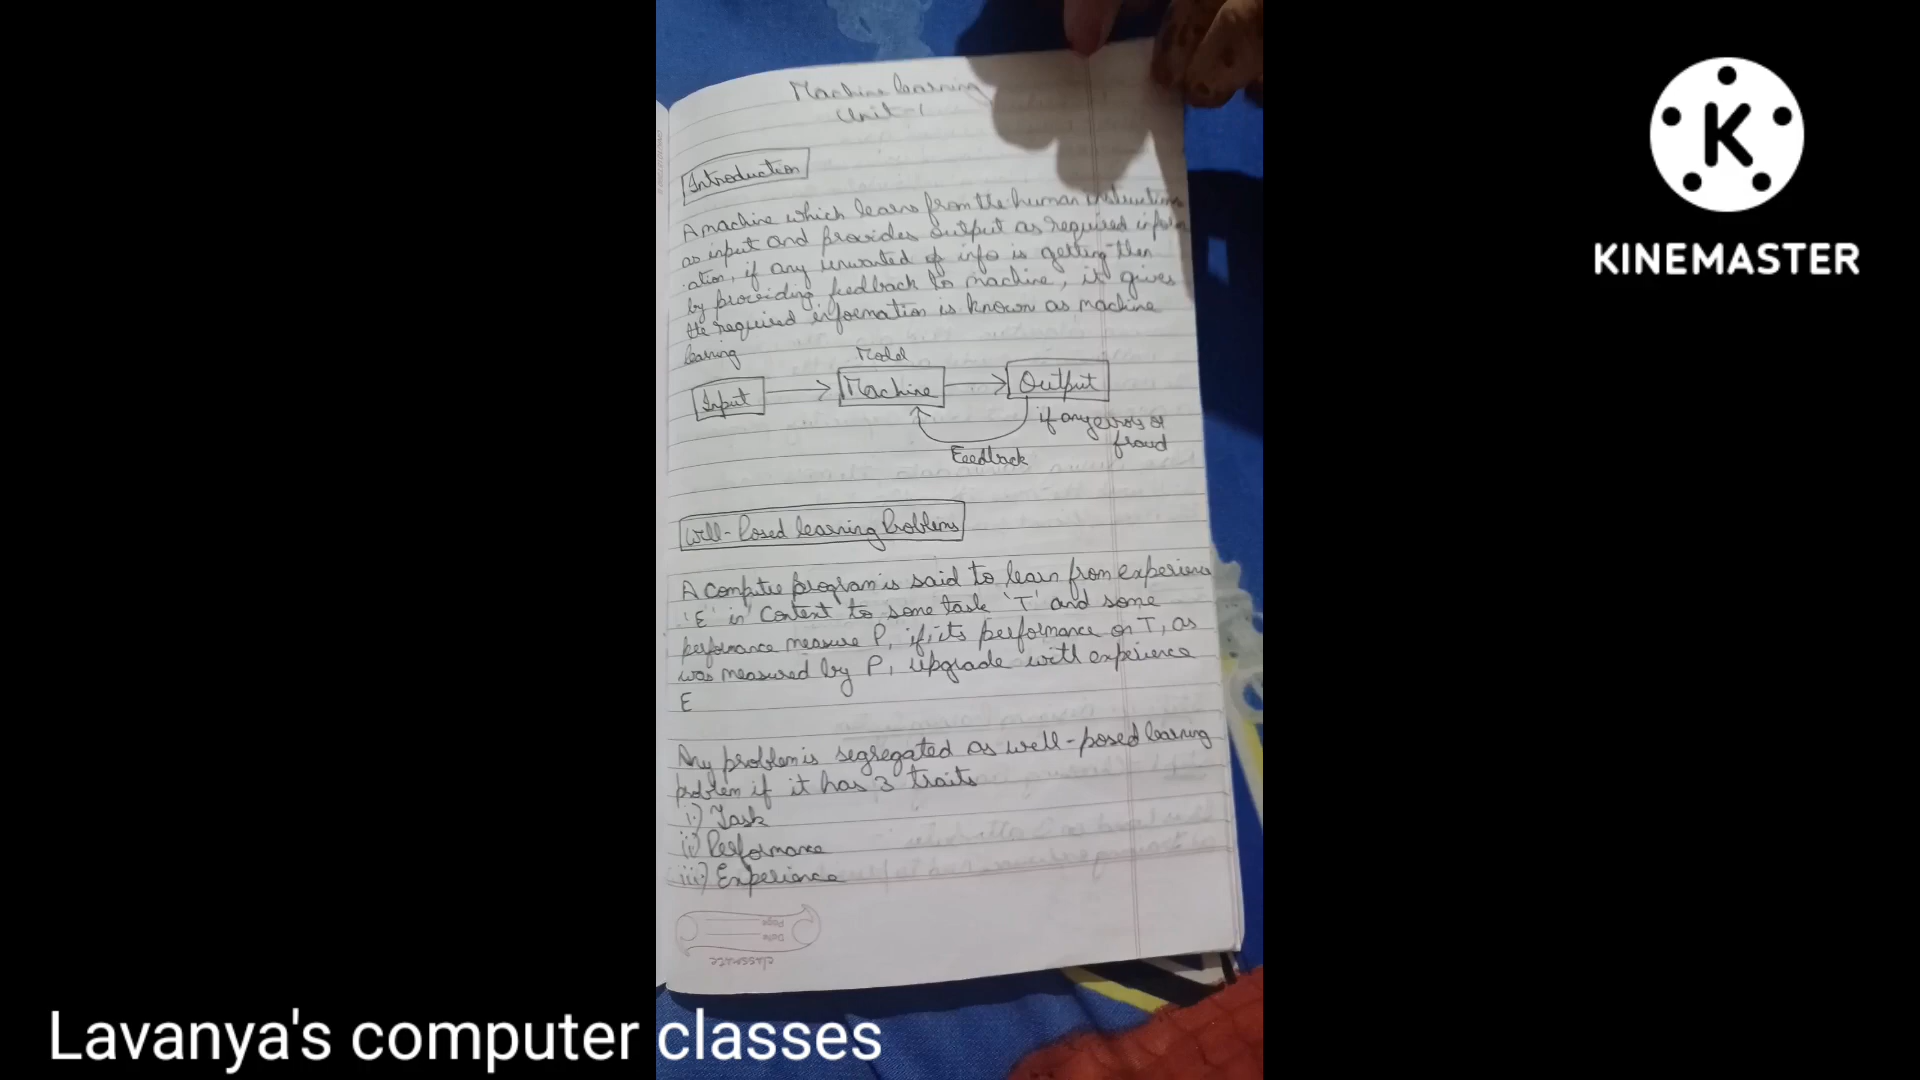 Machine learning
Unit-1
Introduction
A machine which learns from the human instructions
as input and provides output as required inform
ation, if any unwanted info is getting then
by providing feedback to machine, it gives
the required information is known as machine
learning
Model
Input
Machine
Output
if any errors or
fraud
Feedback
Well-Posed learning Problems
A computer program is said to learn from experience
'E' in context to some task 'T' and some
performance measure P, if its performance on T, as
was measured by P, upgrade with experience
E
Any problem is segregated as well-posed learning
problem if it has 3 traits
i) Task
ii) Performance
iii) Experience
Page
Date
classmate
K
KINEMASTER
Lavanya's computer classes